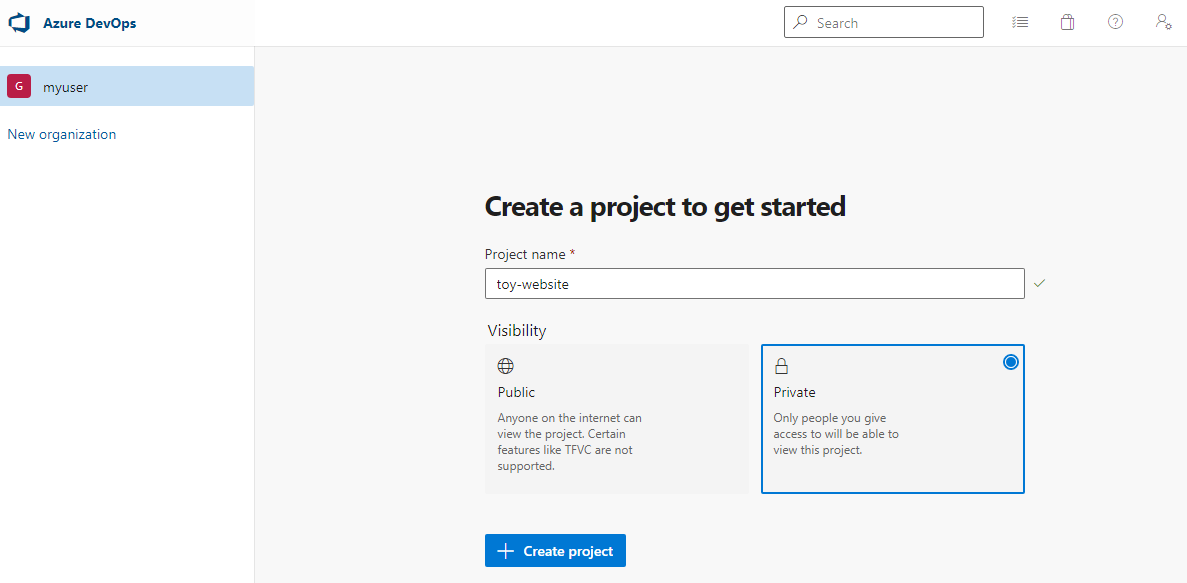 Azure DevOps
Search
G
myuser
New organization
Create a project to get started
Project name *
toy-website
Visibility
Public
Anyone on the internet can
view the project. Certain
features like TFVC are not
supported.
Private
Only people you give
access to will be able to
view this project.
Create project